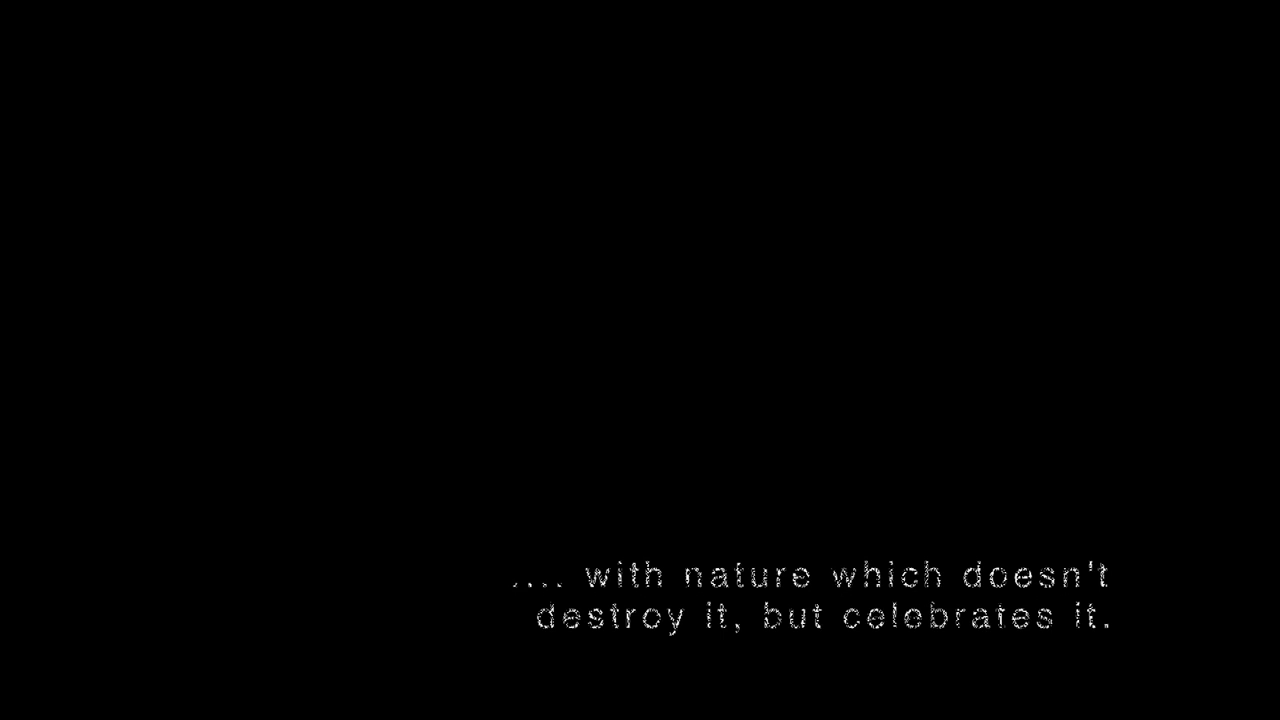 .... with nature which doesn't
destroy it, but celebrates it.